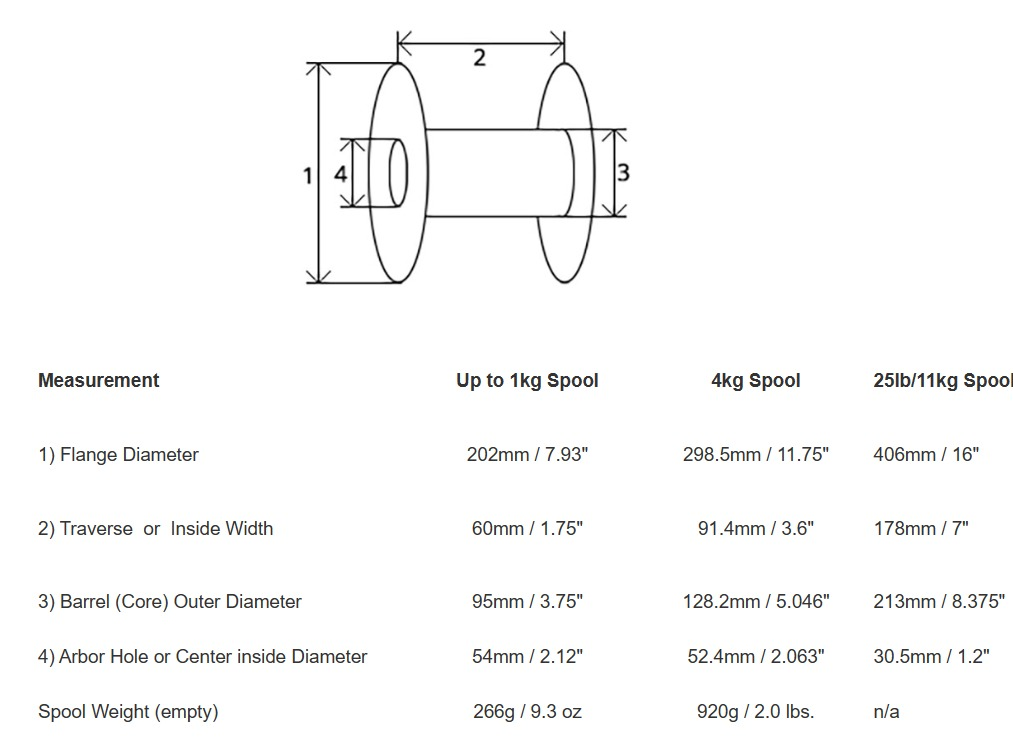 2
1
4
3
Measurement Up to 1kg Spool 4kg Spool 25lb/11kg Spool
1) Flange Diameter 202mm / 7.93" 298.5mm / 11.75" 406mm / 16"
2) Traverse or Inside Width 60mm / 1.75" 91.4mm / 3.6" 178mm / 7"
3) Barrel (Core) Outer Diameter 95mm / 3.75" 128.2mm / 5.046" 213mm / 8.375"
4) Arbor Hole or Center inside Diameter 54mm / 2.12" 52.4mm / 2.063" 30.5mm / 1.2"
Spool Weight (empty) 266g / 9.3 oz 920g / 2.0 lbs. n/a